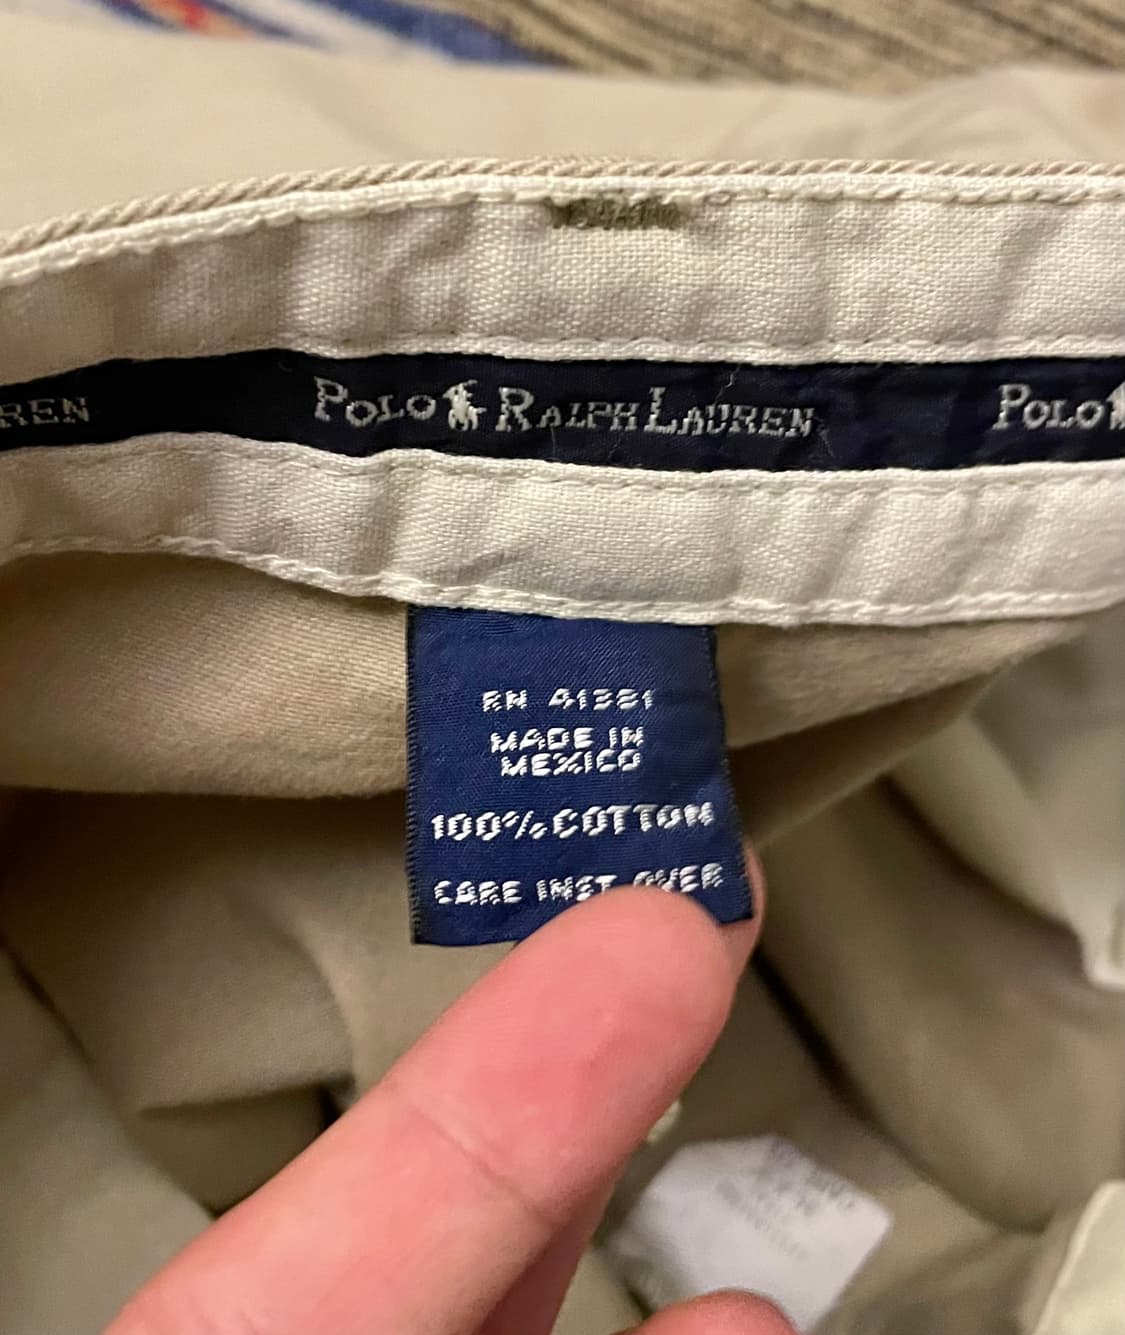 REN POLO RALPH LAUREN POLO
RN 41381
MADE IN
MEXICO
100% COTTON
CARE INST OVER